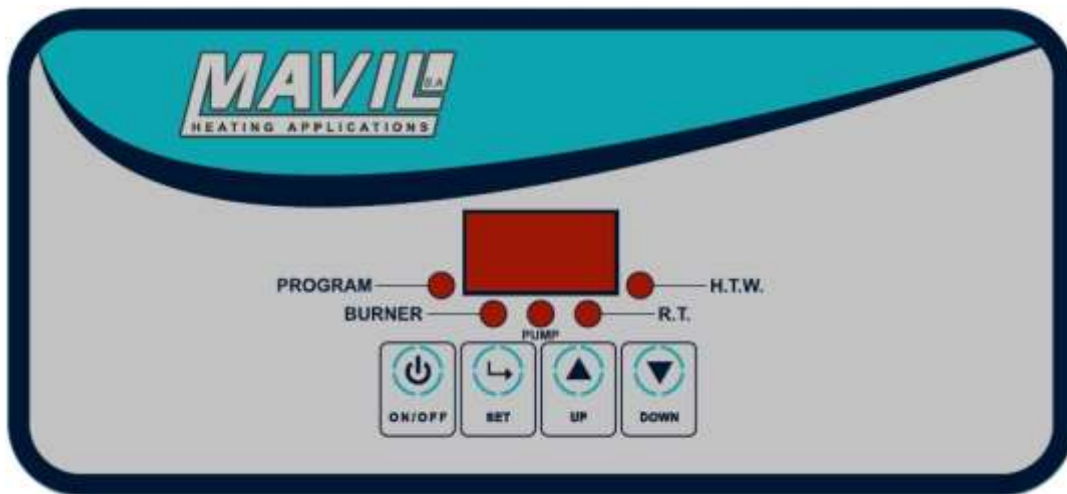 MAVIL S.A
HEATING APPLICATIONS
PROGRAM H.T.W.
BURNER R.T.
PUMP
ON/OFF SET UP DOWN